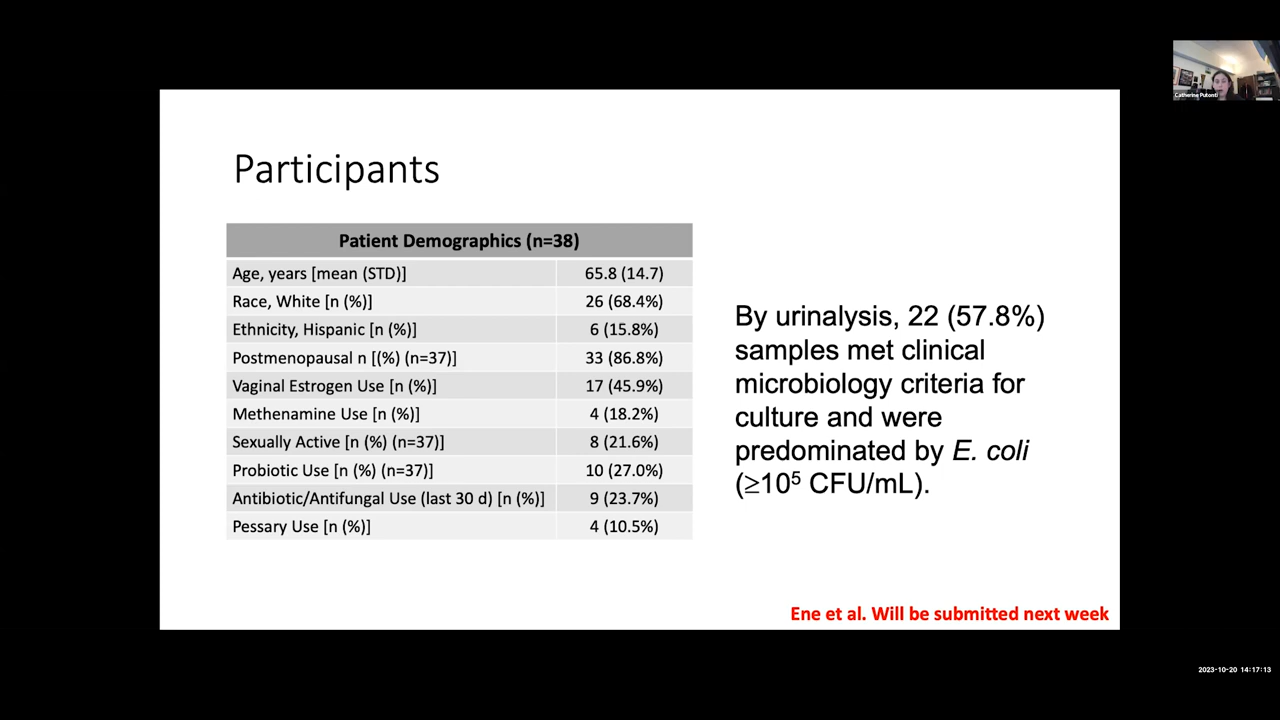 Catherine Putonti
Participants
Patient Demographics (n=38)
Age, years [mean (STD)] 65.8 (14.7)
Race, White [n (%)] 26 (68.4%)
Ethnicity, Hispanic [n (%)] 6 (15.8%)
Postmenopausal n [(%) (n=37)] 33 (86.8%)
Vaginal Estrogen Use [n (%)] 17 (45.9%)
Methenamine Use [n (%)] 4 (18.2%)
Sexually Active [n (%) (n=37)] 8 (21.6%)
Probiotic Use [n (%) (n=37)] 10 (27.0%)
Antibiotic/Antifungal Use (last 30 d) [n (%)] 9 (23.7%)
Pessary Use [n (%)] 4 (10.5%)
By urinalysis, 22 (57.8%)
samples met clinical
microbiology criteria for
culture and were
predominated by E. coli
(≥10⁵ CFU/mL).
Ene et al. Will be submitted next week
2023-10-20 14:17:13